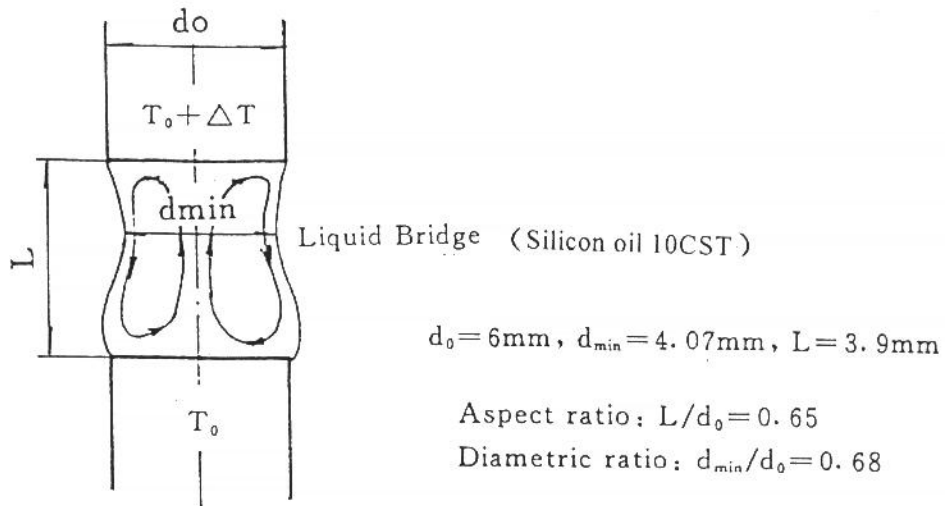 do
T₀+△T
dmin
L
Liquid Bridge (Silicon oil 10CST)
d₀=6mm, dₘᵢₙ=4.07mm, L=3.9mm
T₀
Aspect ratio: L/d₀=0.65
Diametric ratio: dₘᵢₙ/d₀=0.68